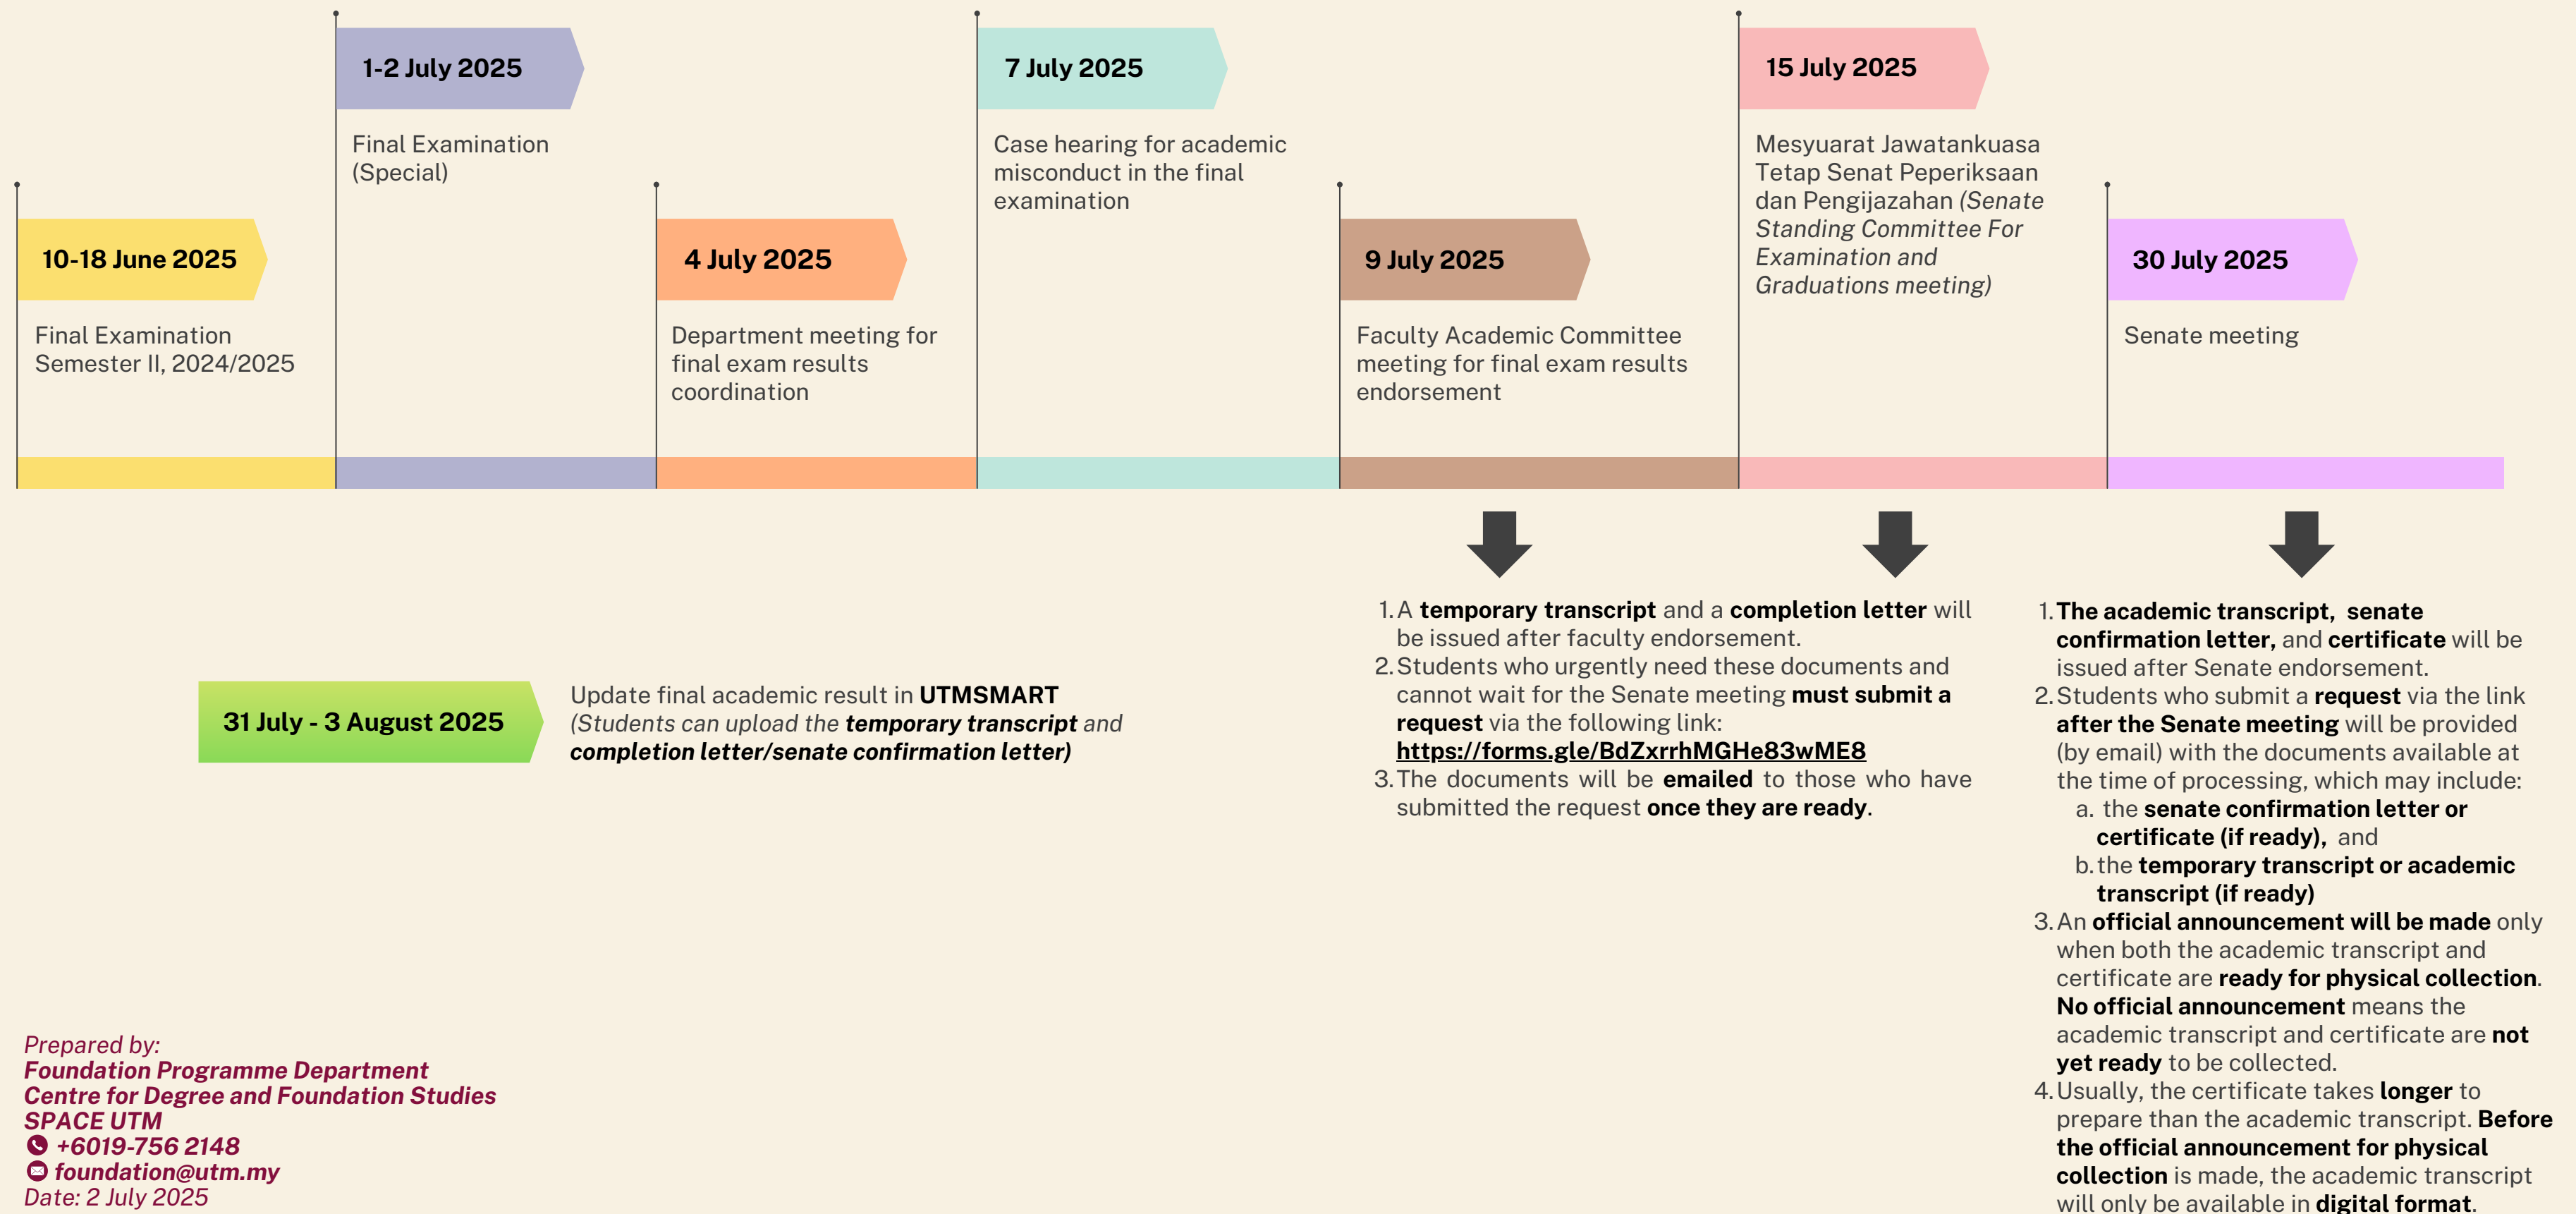 10-18 June 2025
Final Examination
Semester II, 2024/2025
1-2 July 2025
Final Examination
(Special)
4 July 2025
Department meeting for
final exam results
coordination
7 July 2025
Case hearing for academic
misconduct in the final
examination
9 July 2025
Faculty Academic Committee
meeting for final exam results
endorsement
15 July 2025
Mesyuarat Jawatankuasa
Tetap Senat Peperiksaan
dan Pengijazahan (Senate
Standing Committee For
Examination and
Graduations meeting)
30 July 2025
Senate meeting
31 July - 3 August 2025
Update final academic result in UTMSMART
(Students can upload the temporary transcript and
completion letter/senate confirmation letter)
1. A temporary transcript and a completion letter will
be issued after faculty endorsement.
2. Students who urgently need these documents and
cannot wait for the Senate meeting must submit a
request via the following link:
https://forms.gle/BdZxrrhMGHe83wME8
3. The documents will be emailed to those who have
submitted the request once they are ready.
1. The academic transcript, senate
confirmation letter, and certificate will be
issued after Senate endorsement.
2. Students who submit a request via the link
after the Senate meeting will be provided
(by email) with the documents available at
the time of processing, which may include:
a. the senate confirmation letter or
certificate (if ready), and
b. the temporary transcript or academic
transcript (if ready)
3. An official announcement will be made only
when both the academic transcript and
certificate are ready for physical collection.
No official announcement means the
academic transcript and certificate are not
yet ready to be collected.
4. Usually, the certificate takes longer to
prepare than the academic transcript. Before
the official announcement for physical
collection is made, the academic transcript
will only be available in digital format.
Prepared by:
Foundation Programme Department
Centre for Degree and Foundation Studies
SPACE UTM
+6019-756 2148
foundation@utm.my
Date: 2 July 2025